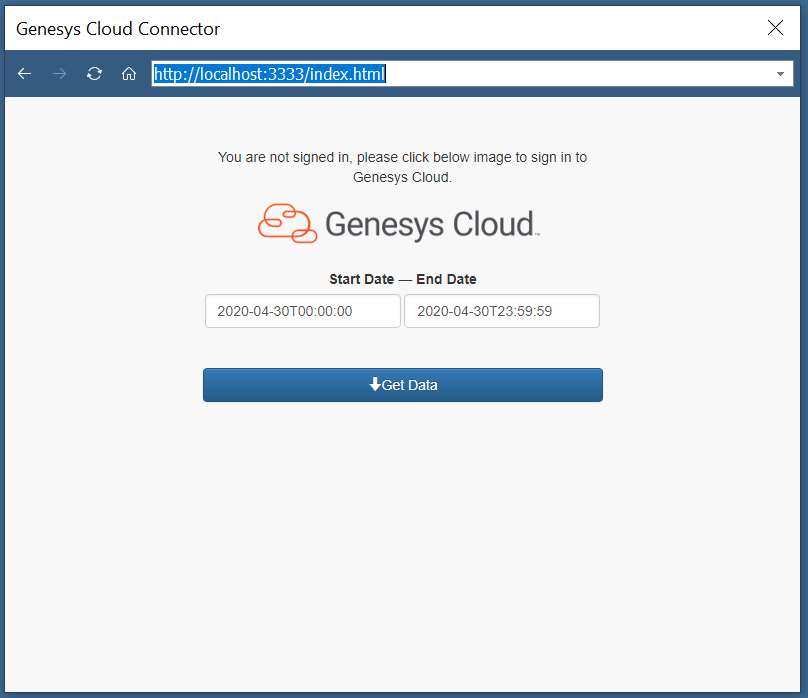 Genesys Cloud Connector
http://localhost:3333/index.html
You are not signed in, please click below image to sign in to
Genesys Cloud.
Genesys Cloud™
Start Date — End Date
2020-04-30T00:00:00 2020-04-30T23:59:59
Get Data